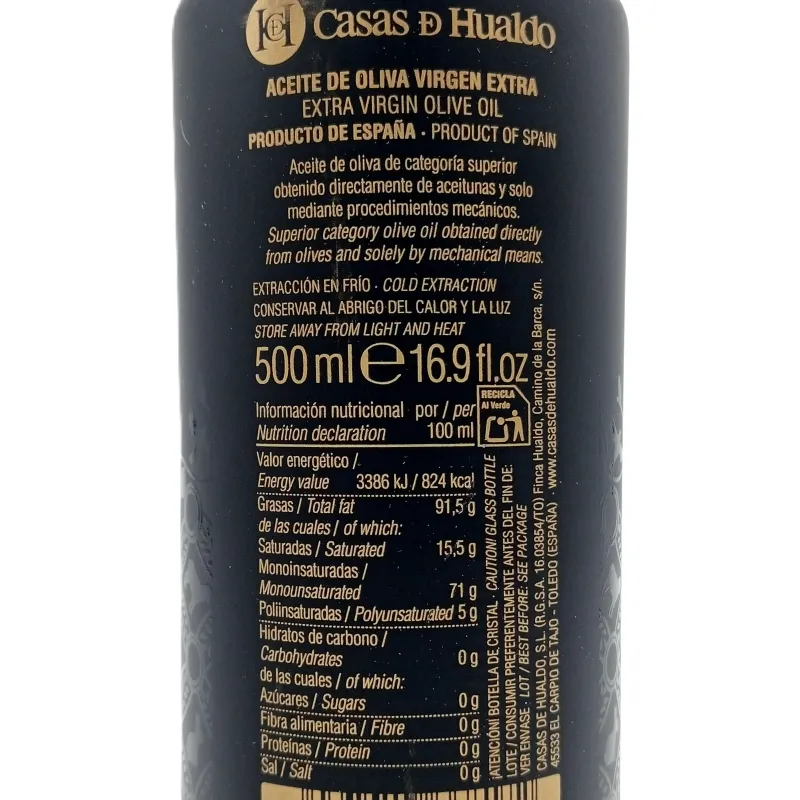 HCE Casas D Hualdo
ACEITE DE OLIVA VIRGEN EXTRA
EXTRA VIRGIN OLIVE OIL
PRODUCTO DE ESPAÑA · PRODUCT OF SPAIN
Aceite de oliva de categoría superior
obtenido directamente de aceitunas y solo
mediante procedimientos mecánicos.
Superior category olive oil obtained directly
from olives and solely by mechanical means.
EXTRACCIÓN EN FRÍO · COLD EXTRACTION
CONSERVAR AL ABRIGO DEL CALOR Y LA LUZ
STORE AWAY FROM LIGHT AND HEAT
500 ml e 16.9 fl.oz
RECICLA
Al Verde
Información nutricional por / per
Nutrition declaration 100 ml
Valor energético /
Energy value 3386 kJ / 824 kcal
Grasas / Total fat 91,5 g
de las cuales / of which:
Saturadas / Saturated 15,5 g
Monoinsaturadas /
Monounsaturated 71 g
Poliinsaturadas / Polyunsaturated 5 g
Hidratos de carbono /
Carbohydrates 0 g
de las cuales / of which:
Azúcares / Sugars 0 g
Fibra alimentaria / Fibre 0 g
Proteínas / Protein 0 g
Sal / Salt 0 g
¡ATENCIÓN! BOTELLA DE CRISTAL · CAUTION! GLASS BOTTLE
LOTE / CONSUMIR PREFERENTEMENTE ANTES DEL FIN DE:
VER ENVASE · LOT / BEST BEFORE: SEE PACKAGE
CASAS DE HUALDO, S.L. (R.G.S.A. 16.03854/TO) Finca Hualdo, Camino de la Barca, s/n.
45533 EL CARPIO DE TAJO - TOLEDO (ESPAÑA) · www.casasdehualdo.com